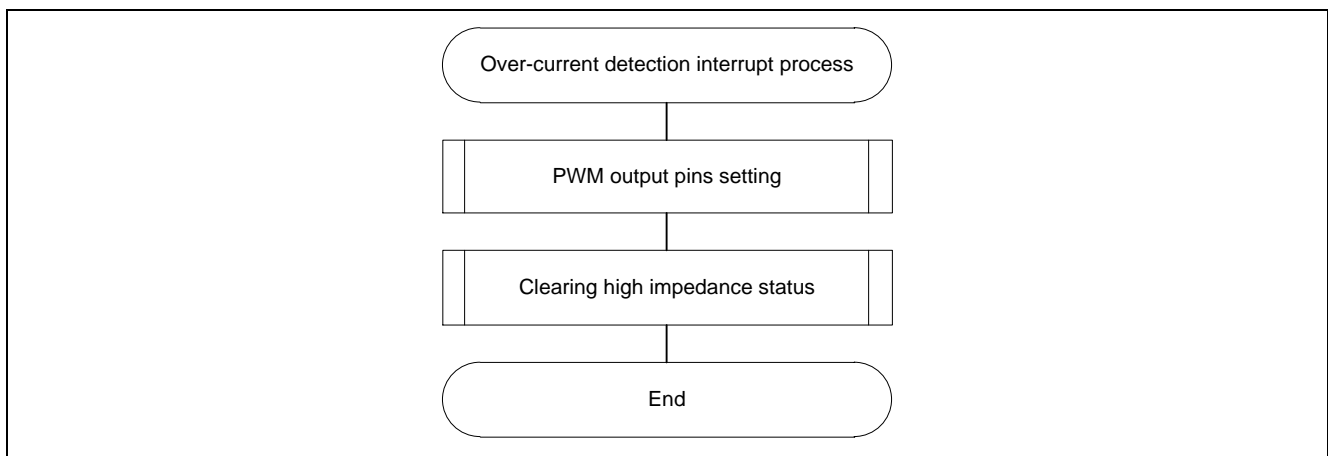 Over-current detection interrupt process
PWM output pins setting
Clearing high impedance status
End